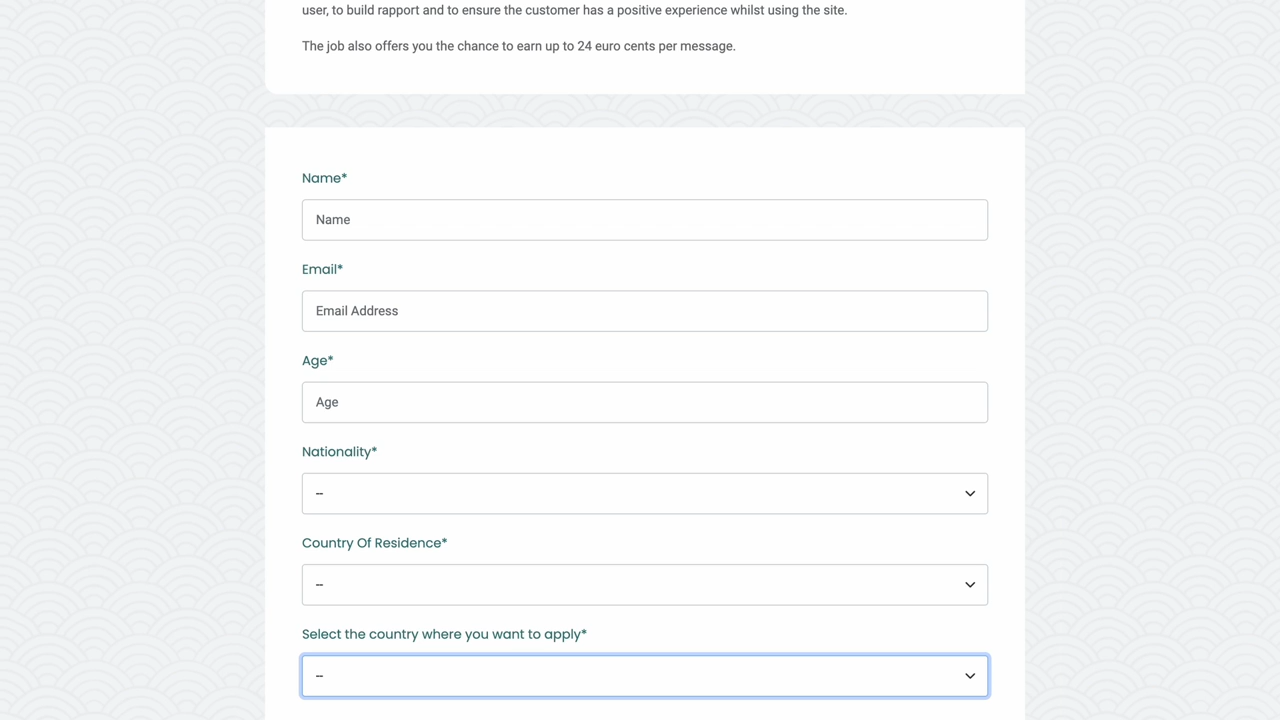 user, to build rapport and to ensure the customer has a positive experience whilst using the site.
The job also offers you the chance to earn up to 24 euro cents per message.
Name*
Name
Email*
Email Address
Age*
Age
Nationality*
--
Country Of Residence*
--
Select the country where you want to apply*
--